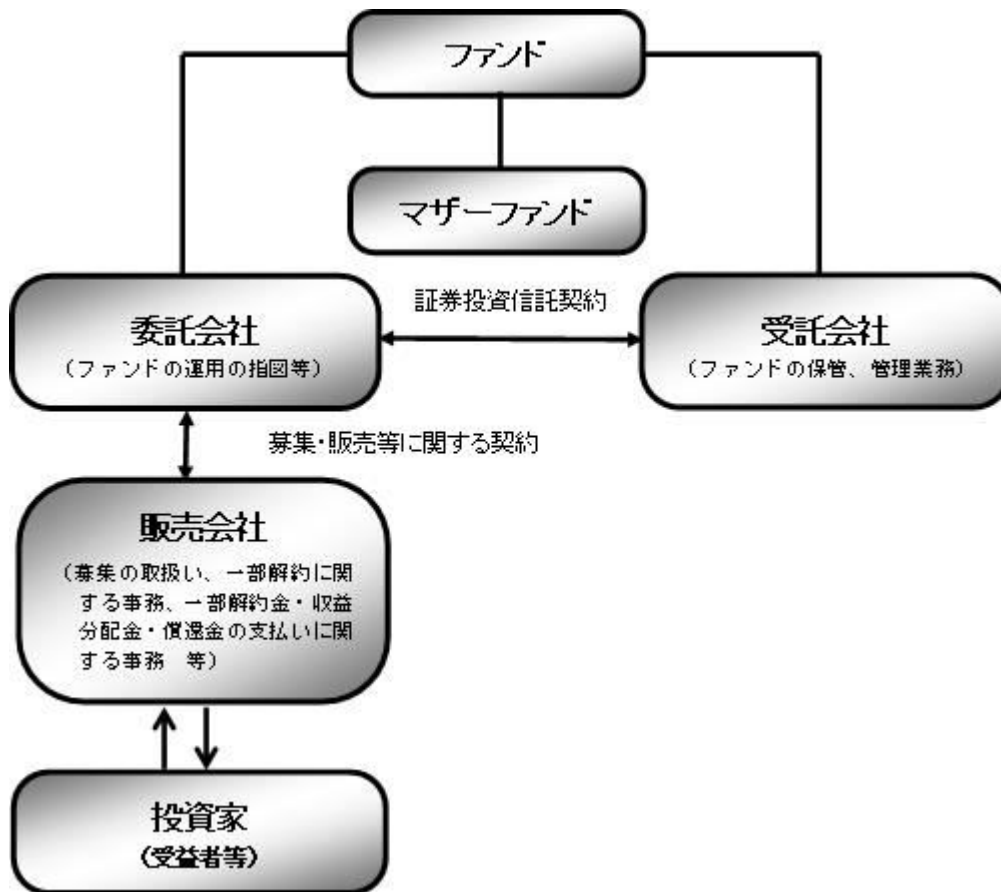 ファンド
マザーファンド
証券投資信託契約
委託会社
(ファンドの運用の指図等)
受託会社
(ファンドの保管、管理業務)
募集・販売等に関する契約
販売会社
(募集の取扱い、一部解約に関
する事務、一部解約金・収益
分配金・償還金の支払いに関
する事務　等)
投資家
(受益者等)